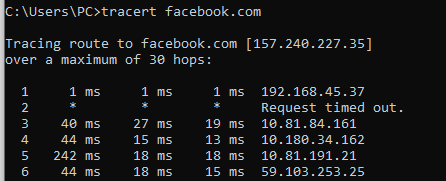 C:\Users\PC>tracert facebook.com
Tracing route to facebook.com [157.240.227.35]
over a maximum of 30 hops:
1 1 ms 1 ms 1 ms 192.168.45.37
2 * * * Request timed out.
3 40 ms 27 ms 19 ms 10.81.84.161
4 44 ms 15 ms 13 ms 10.180.34.162
5 242 ms 18 ms 18 ms 10.81.191.21
6 44 ms 18 ms 15 ms 59.103.253.25